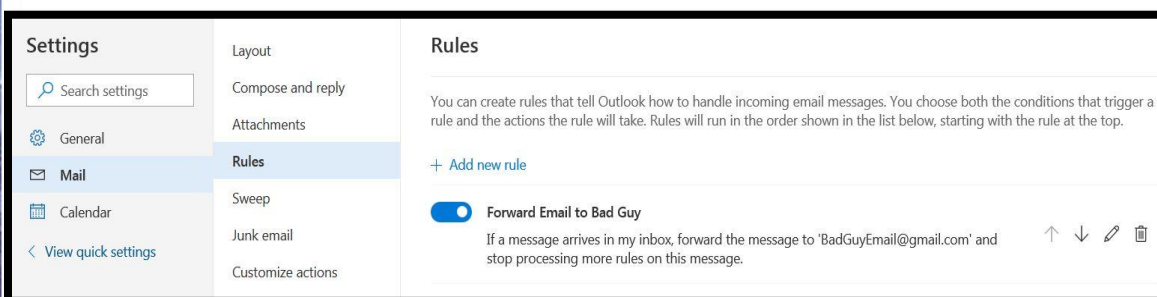 Settings
Search settings
General
Mail
Calendar
View quick settings
Layout
Compose and reply
Attachments
Rules
Sweep
Junk email
Customize actions
Rules
You can create rules that tell Outlook how to handle incoming email messages. You choose both the conditions that trigger a
rule and the actions the rule will take. Rules will run in the order shown in the list below, starting with the rule at the top.
+ Add new rule
Forward Email to Bad Guy
If a message arrives in my inbox, forward the message to 'BadGuyEmail@gmail.com' and
stop processing more rules on this message.